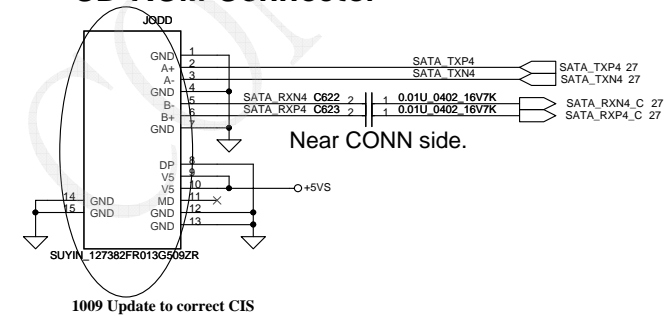 CD-ROM Connector
JODD
GND 1
A+ 2
A- 3
GND 4
B- 5
B+ 6
GND 7
DP 8
V5 9
V5 10
MD 11
GND 12
GND 13
14 GND
15 GND
SATA_TXP4 SATA_TXP4 27
SATA_TXN4 SATA_TXN4 27
SATA_RXN4 C622 2 1 0.01U_0402_16V7K SATA_RXN4_C 27
SATA_RXP4 C623 2 1 0.01U_0402_16V7K SATA_RXP4_C 27
Near CONN side.
+5VS
SUYIN_127382FR013G509ZR
1009 Update to correct CIS